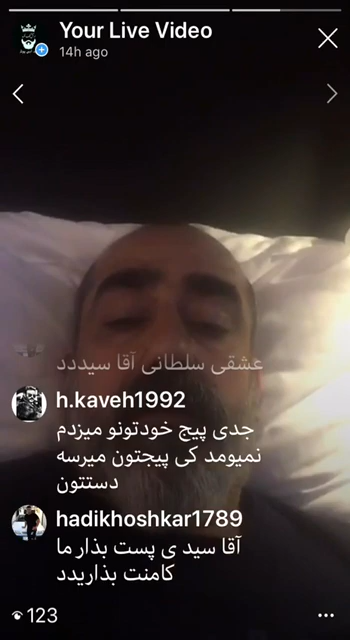 Your Live Video
14h ago
عشقی سلطانی آقا سیددد
h.kaveh1992
جدی پیج خودتونو میزدم
نمیومد کی پیجتون میرسه
دستتون
hadikhoshkar1789
آقا سید ی پست بذار ما
کامنت بذاریدد
123